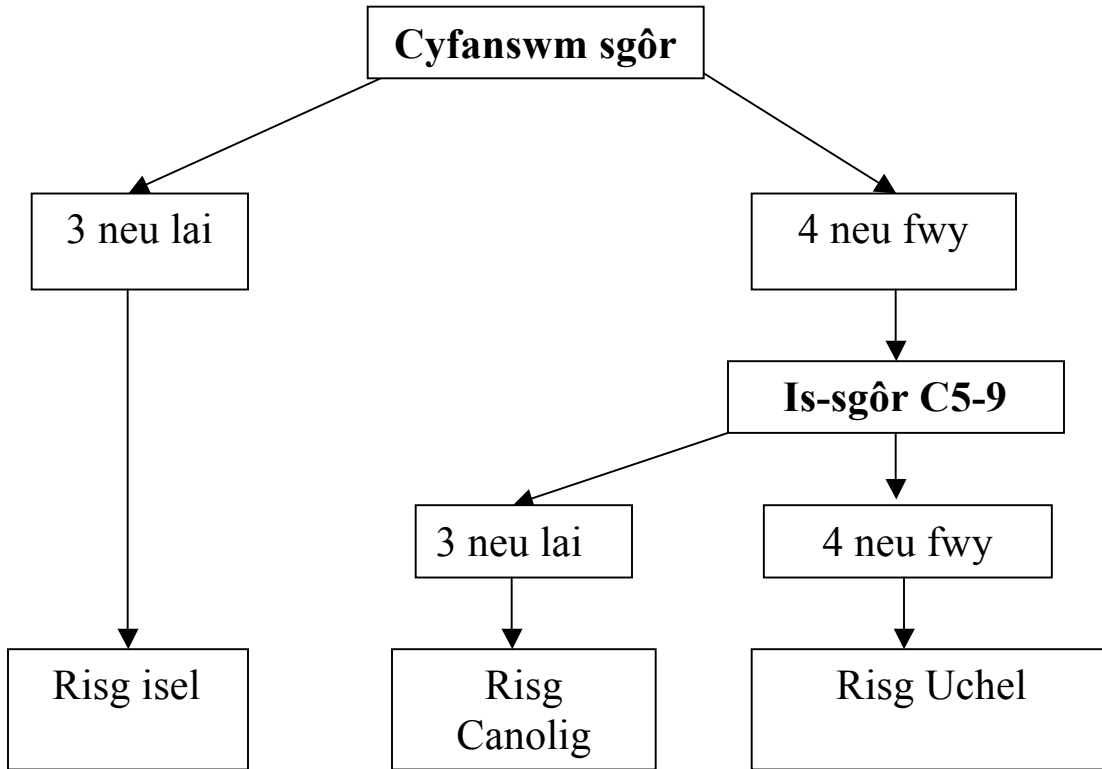 Cyfanswm sgôr
3 neu lai
4 neu fwy
Is-sgôr C5-9
3 neu lai
4 neu fwy
Risg isel
Risg
Canolig
Risg Uchel